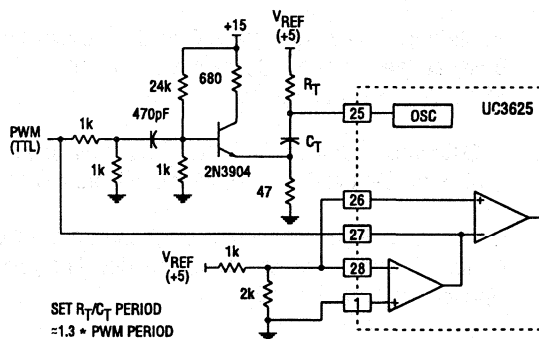 +15
VREF
(+5)
24k
680
RT
470pF
25
OSC
UC3625
PWM
(TTL)
1k
CT
1k
1k
2N3904
47
26
+
27
−
VREF
(+5)
1k
28
−
2k
1
+
SET RT/CT PERIOD
≈1.3 * PWM PERIOD